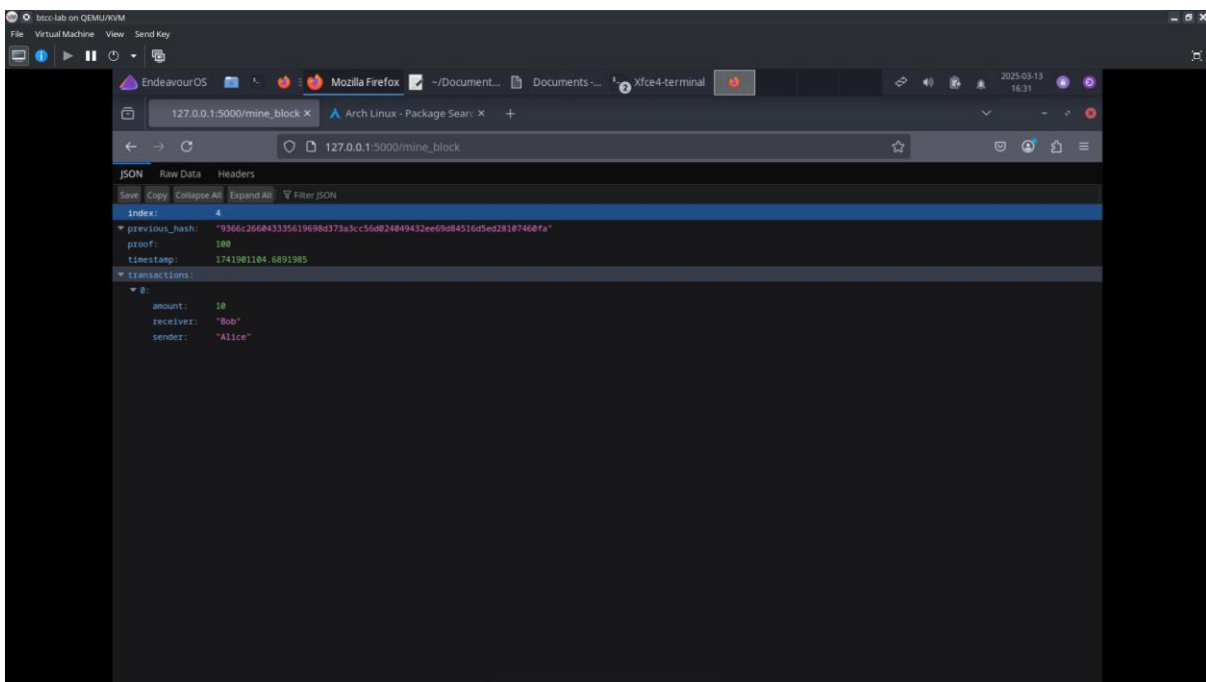 btcc-lab on QEMU/KVM
File Virtual Machine View Send Key
EndeavourOS Mozilla Firefox ~/Document... Documents -... 2 Xfce4-terminal 2025-03-13
16:31
127.0.0.1:5000/mine_block × Arch Linux - Package Searc × +
127.0.0.1:5000/mine_block
JSON Raw Data Headers
Save Copy Collapse All Expand All Filter JSON
index: 4
previous_hash: "9366c266043335619698d373a3cc56d024049432ee69d84516d5ed28107460fa"
proof: 100
timestamp: 1741901104.6891985
transactions:
0:
amount: 10
receiver: "Bob"
sender: "Alice"